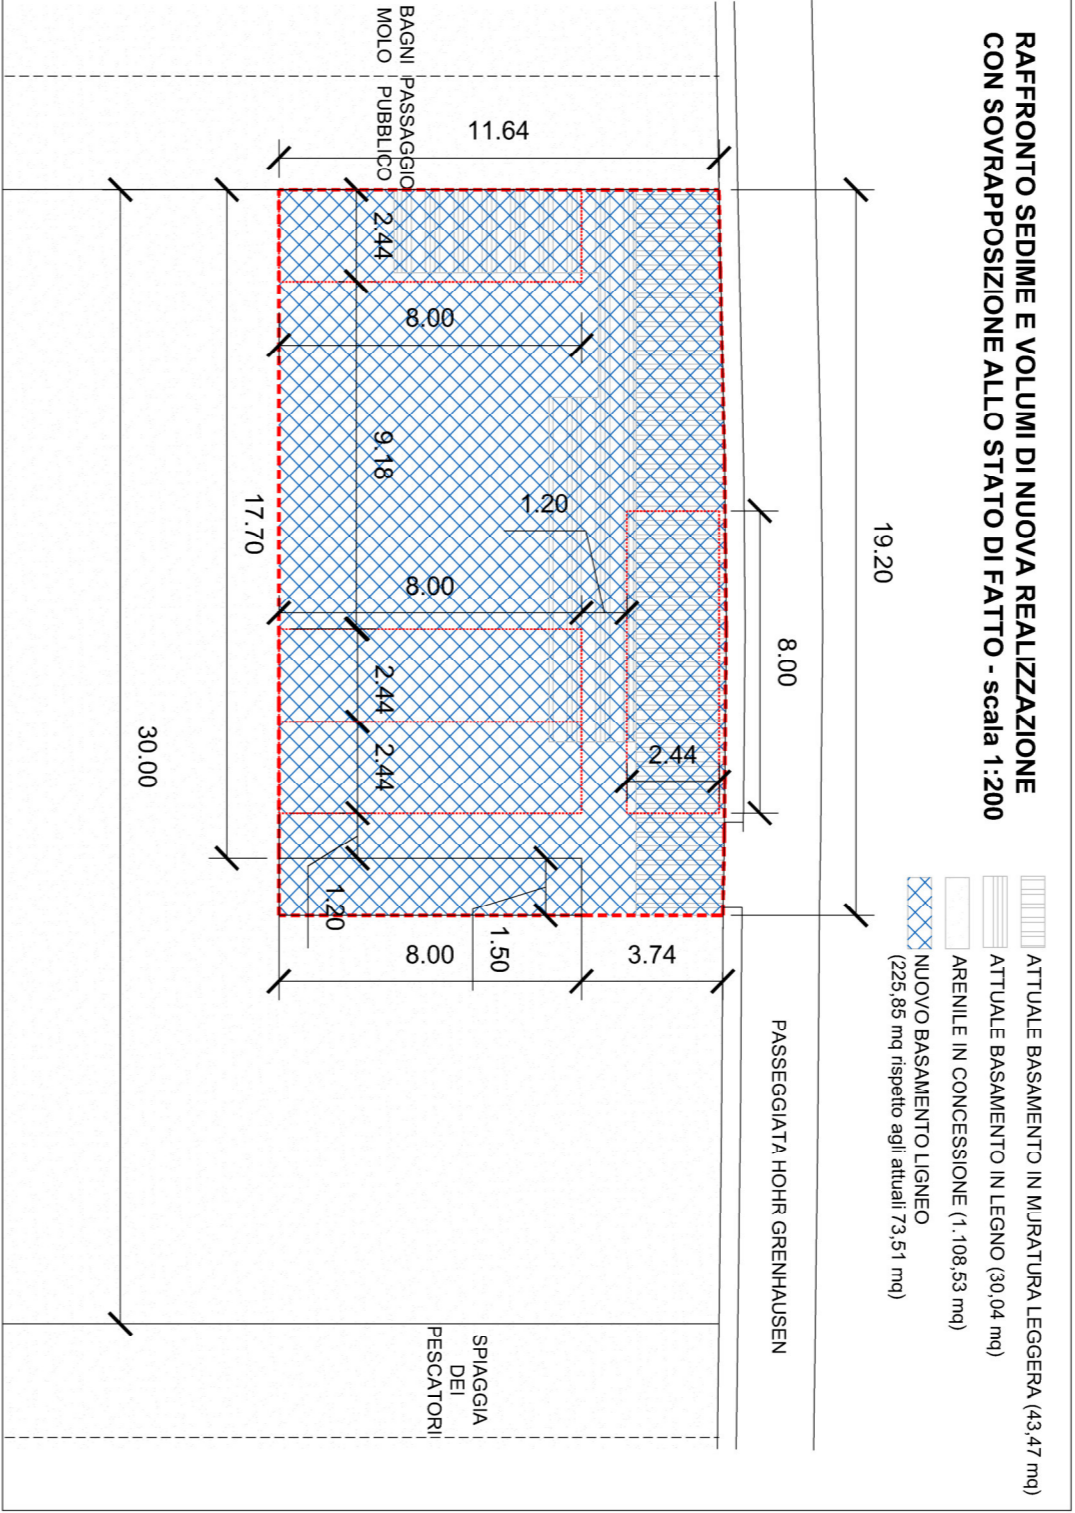 RAFFRONTO SEDIME E VOLUMI DI NUOVA REALIZZAZIONE
CON SOVRAPPOSIZIONE ALLO STATO DI FATTO - scala 1:200
ATTUALE BASAMENTO IN MURATURA LEGGERA (43,47 mq)
ATTUALE BASAMENTO IN LEGNO (30,04 mq)
ARENILE IN CONCESSIONE (1.108,53 mq)
NUOVO BASAMENTO LIGNEO
(225,85 mq rispetto agli attuali 73,51 mq)
19.20
8.00
PASSEGGIATA HOHR GRENHAUSEN
11.64
2.44
3.74
1.20
8.00
8.00
8.00
1.50
BAGNI
MOLO
PASSAGGIO
PUBBLICO
2.44
9.18
2.44
2.44
1.20
SPIAGGIA
DEI
PESCATORI
17.70
30.00